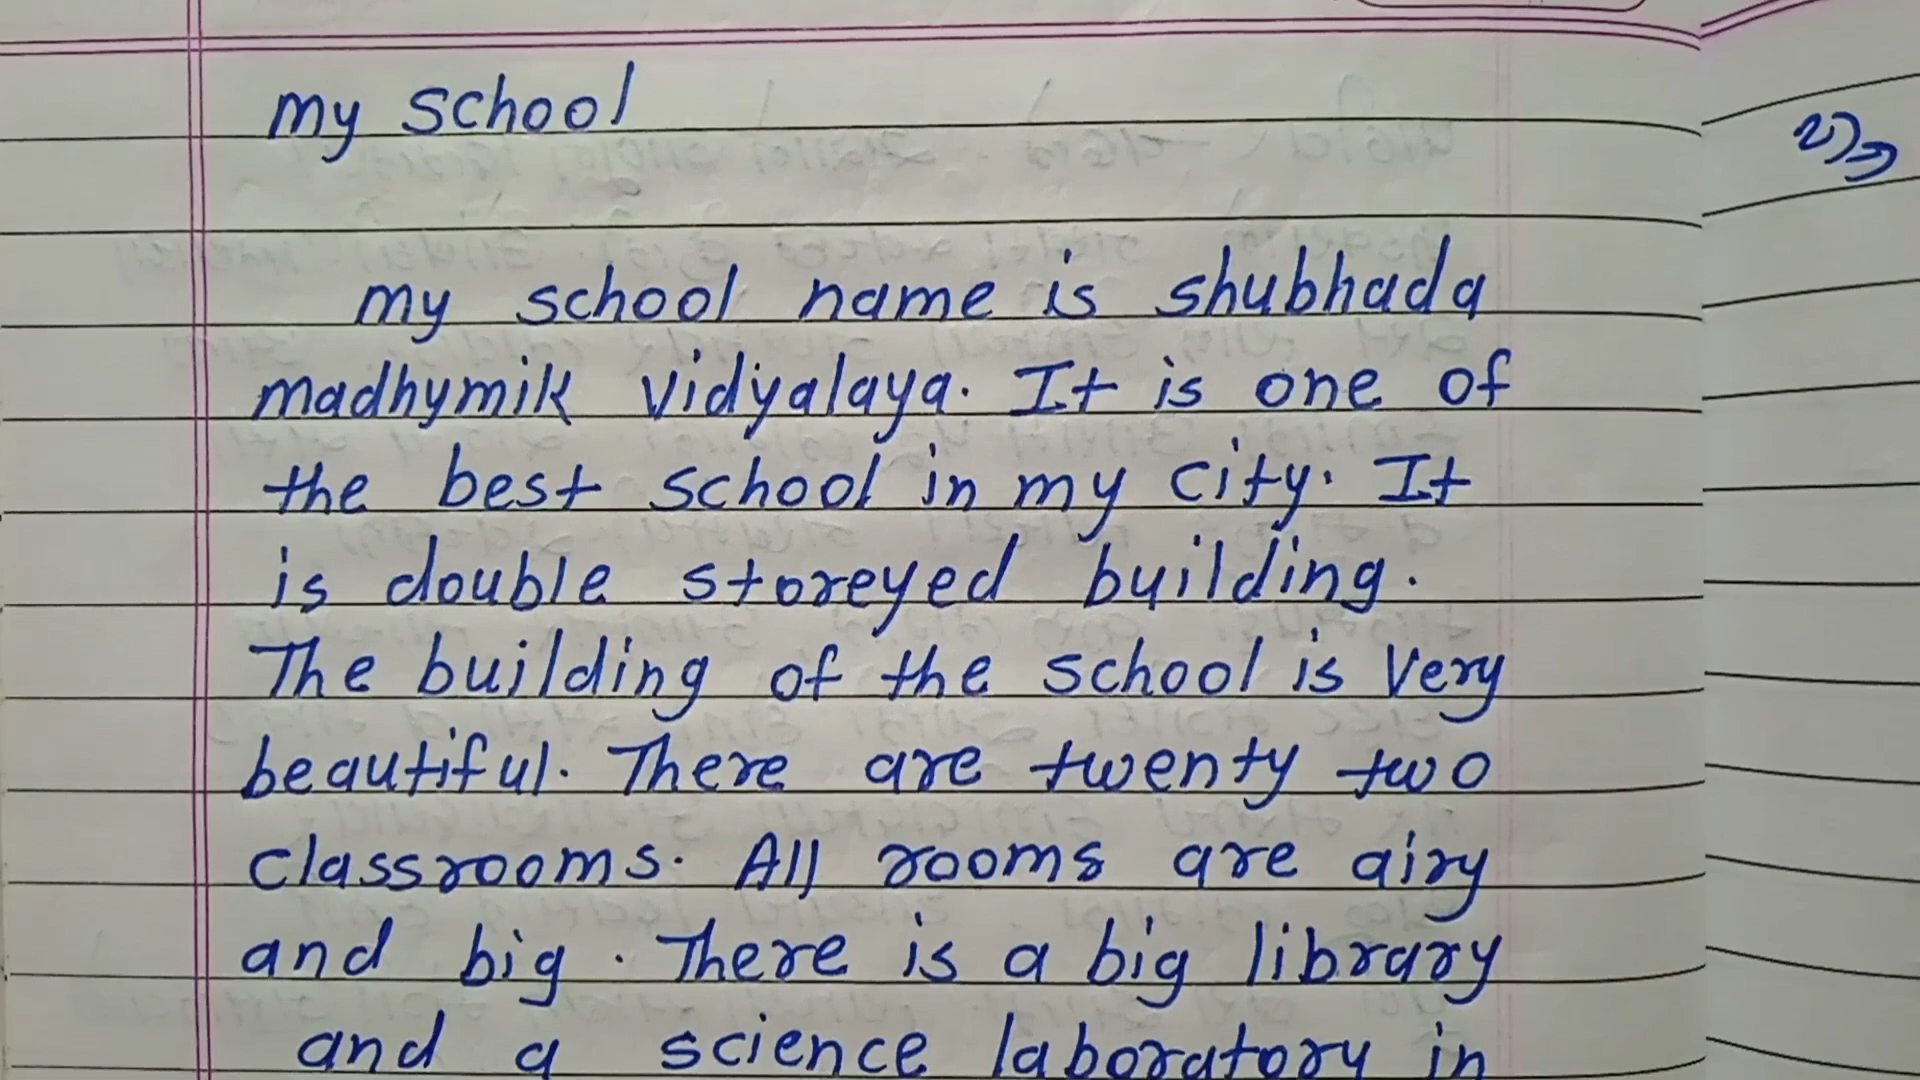 my school
my school name is shubhada
madhymik vidyalaya. It is one of
the best school in my city. It
is double storeyed building.
The building of the school is very
beautiful. There are twenty two
classrooms. All rooms are airy
and big. There is a big library
and a science laboratory in